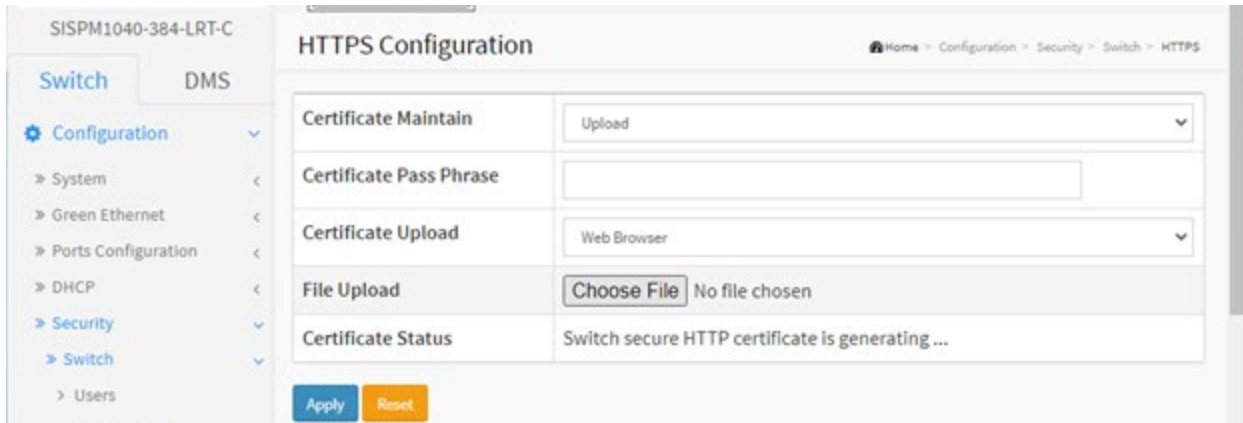 SISPM1040-384-LRT-C
Switch
DMS
Configuration
» System
» Green Ethernet
» Ports Configuration
» DHCP
» Security
» Switch
> Users
HTTPS Configuration
Home > Configuration > Security > Switch > HTTPS
Certificate Maintain
Upload
Certificate Pass Phrase
Certificate Upload
Web Browser
File Upload
Choose File No file chosen
Certificate Status
Switch secure HTTP certificate is generating ...
Apply
Reset